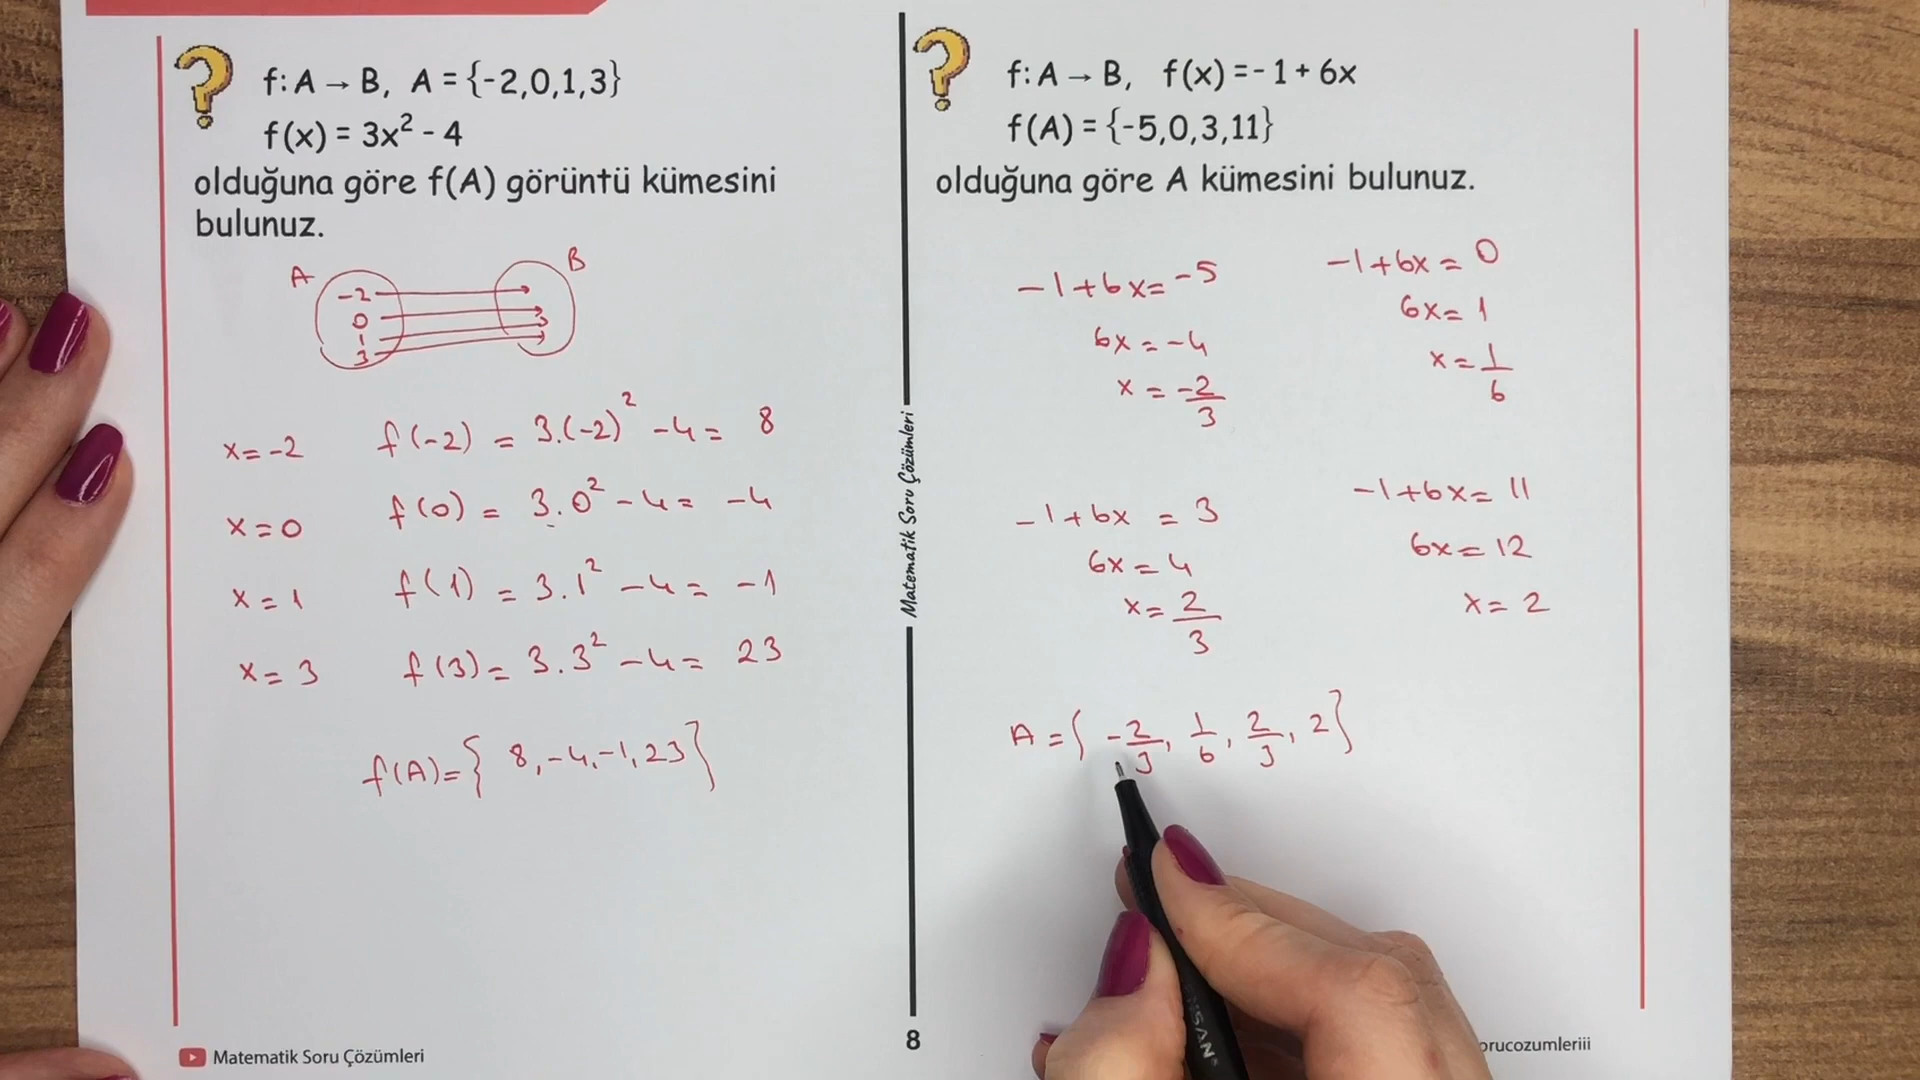 f: A → B, A = {-2,0,1,3}
f(x) = 3x² - 4
olduğuna göre f(A) görüntü kümesini
bulunuz.
A B
-2
0
1
3
x=-2 f(-2) = 3.(-2)² -4= 8
x=0 f(0) = 3.0² -4= -4
x=1 f(1) = 3.1² -4= -1
x=3 f(3)= 3.3² -4= 23
f(A)={ 8,-4,-1,23}
Matematik Soru Çözümleri
Matematik Soru Çözümleri
8
f: A → B, f(x) = - 1 + 6x
f(A) = {-5,0,3,11}
olduğuna göre A kümesini bulunuz.
-1+6x=-5
6x=-4
x = -2/3
-1+6x= 0
6x= 1
x= 1/6
-1+6x = 3
6x=4
x= 2/3
-1+6x= 11
6x=12
x= 2
A={ -2/3, 1/6, 2/3, 2}
orucozumleriii